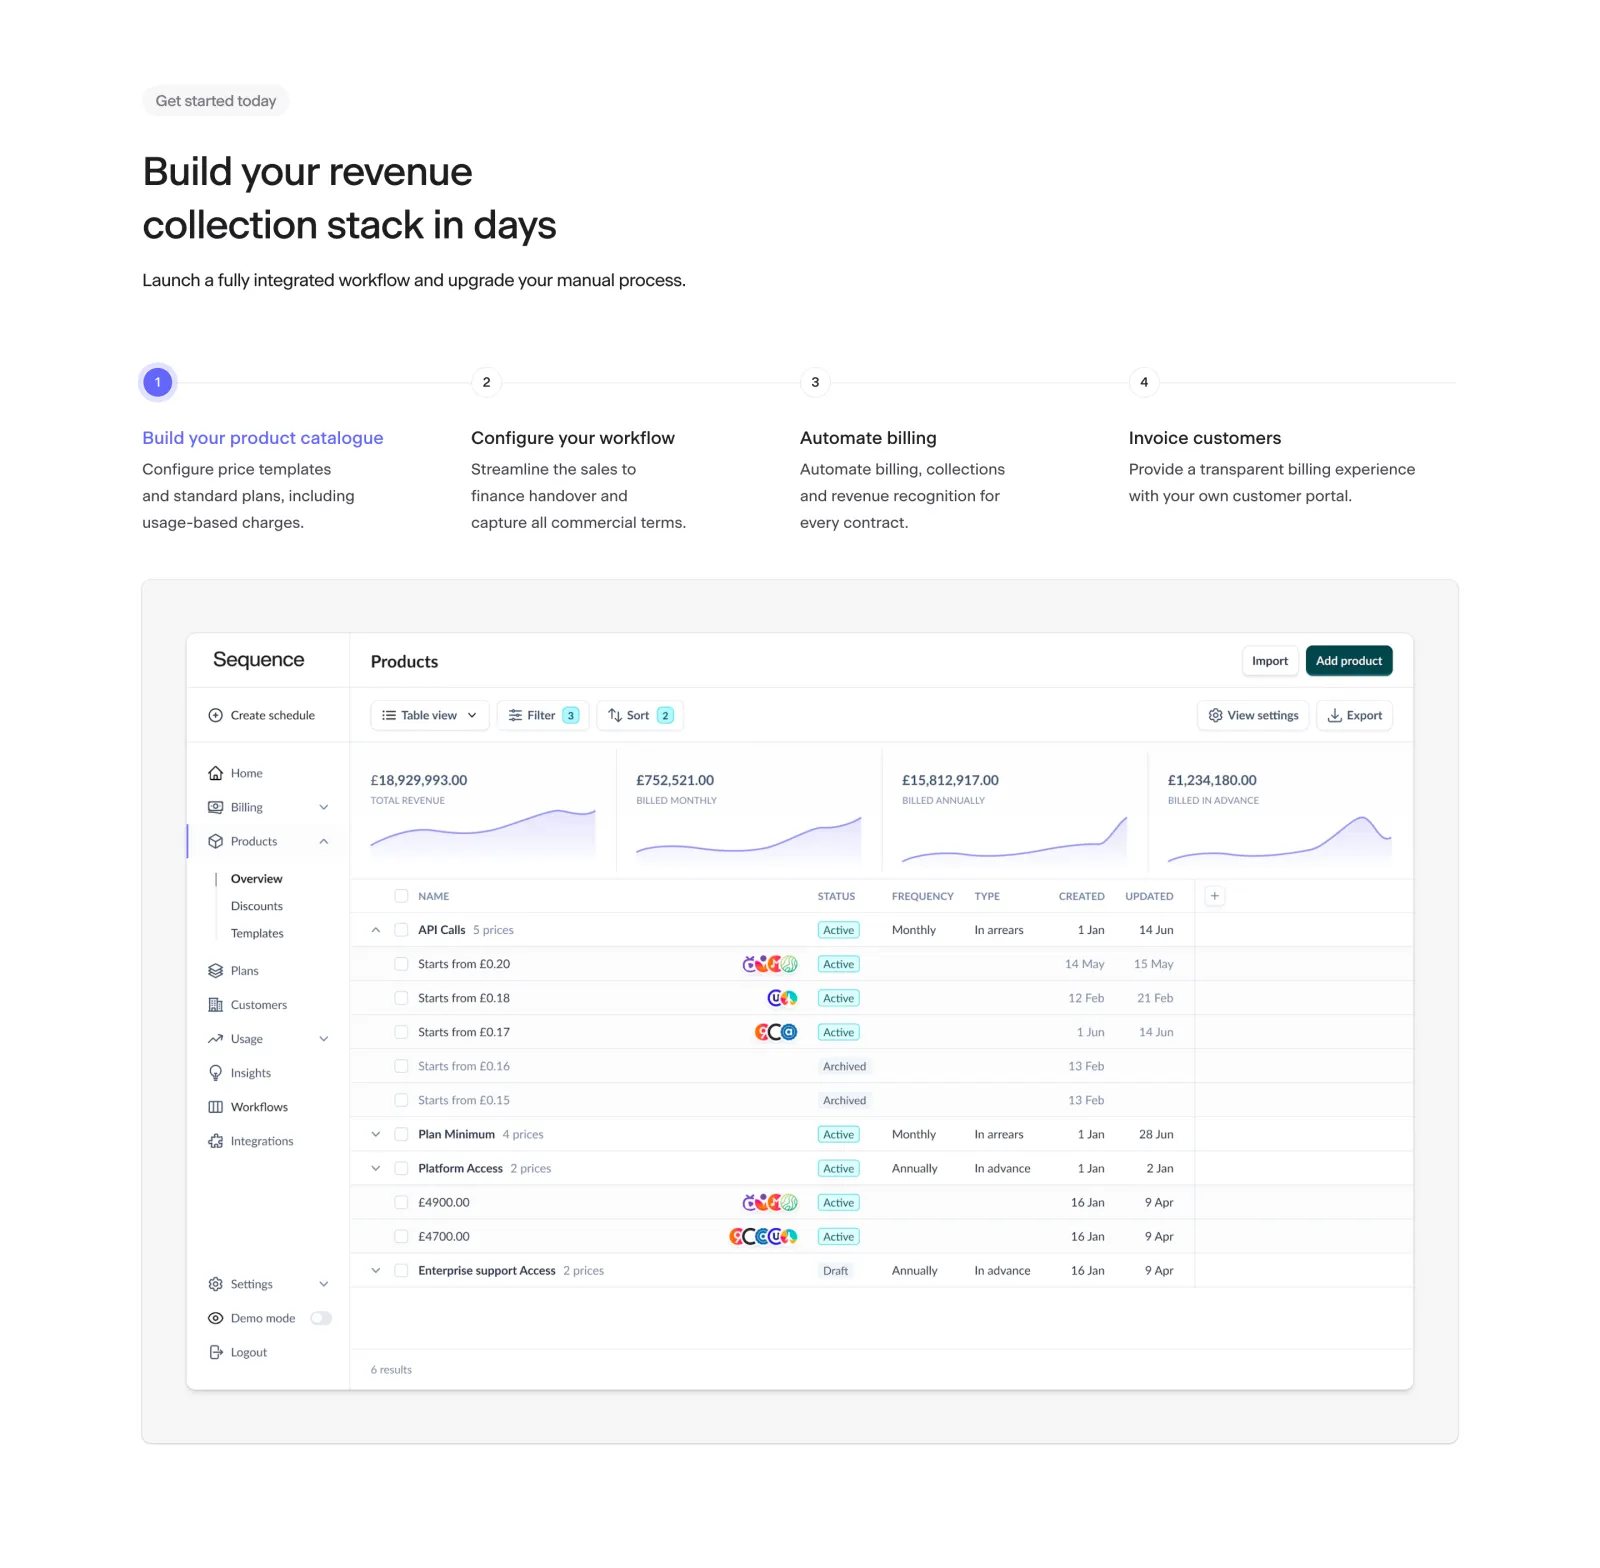 Get started today
Build your revenue
collection stack in days
Launch a fully integrated workflow and upgrade your manual process.
1
2
3
4
Build your product catalogue
Configure price templates
and standard plans, including
usage-based charges.
Configure your workflow
Streamline the sales to
finance handover and
capture all commercial terms.
Automate billing
Automate billing, collections
and revenue recognition for
every contract.
Invoice customers
Provide a transparent billing experience
with your own customer portal.
Sequence
Create schedule
Home
Billing
Products
Overview
Discounts
Templates
Plans
Customers
Usage
Insights
Workflows
Integrations
Settings
Demo mode
Logout
Products
Import
Add product
Table view
Filter 3
Sort 2
View settings
Export
£18,929,993.00
TOTAL REVENUE
£752,521.00
BILLED MONTHLY
£15,812,917.00
BILLED ANNUALLY
£1,234,180.00
BILLED IN ADVANCE
NAME STATUS FREQUENCY TYPE CREATED UPDATED +
API Calls 5 prices Active Monthly In arrears 1 Jan 14 Jun
Starts from £0.20 Active 14 May 15 May
Starts from £0.18 Active 12 Feb 21 Feb
Starts from £0.17 Active 1 Jun 14 Jun
Starts from £0.16 Archived 13 Feb
Starts from £0.15 Archived 13 Feb
Plan Minimum 4 prices Active Monthly In arrears 1 Jan 28 Jun
Platform Access 2 prices Active Annually In advance 1 Jan 2 Jan
£4900.00 Active 16 Jan 9 Apr
£4700.00 Active 16 Jan 9 Apr
Enterprise support Access 2 prices Draft Annually In advance 16 Jan 9 Apr
6 results